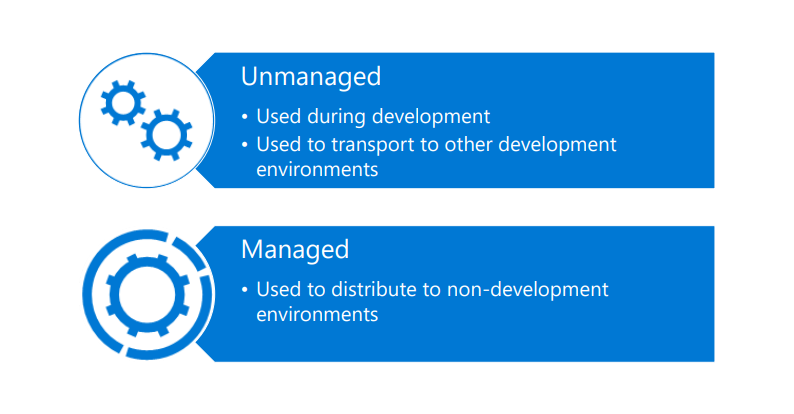 Unmanaged
• Used during development
• Used to transport to other development
environments
Managed
• Used to distribute to non-development
environments